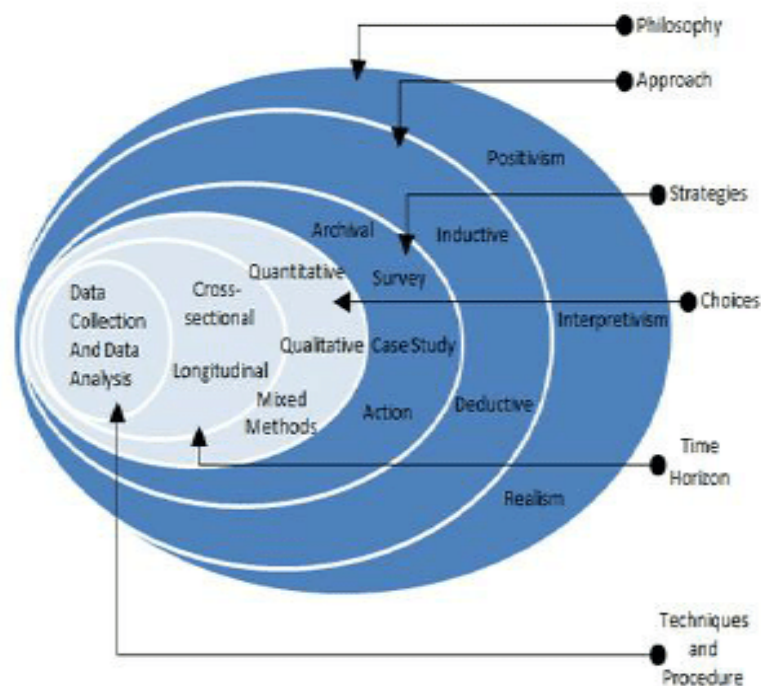 Philosophy
Approach
Positivism
Strategies
Archival
Inductive
Quantitative
Survey
Data
Collection
And Data
Analysis
Cross-
sectional
Choices
Interpretivism
Qualitative
Case Study
Longitudinal
Mixed
Methods
Action
Deductive
Time
Horizon
Realism
Techniques
and
Procedure